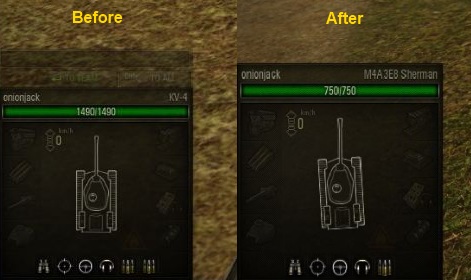 Before
After
onionjack KV-4
1490/1490
km/h
0
onionjack M4A3E8 Sherman
750/750
km/h
0